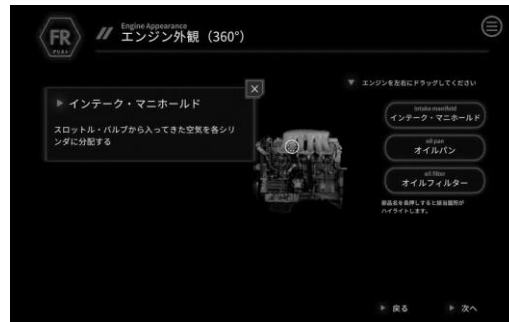 FR
Engine Appearance
エンジン外観（360°）
▼ エンジンを左右にドラッグしてください
▶ インテーク・マニホールド
スロットル・バルブから入ってきた空気を各シリ
ンダに分配する
intake manifold
インテーク・マニホールド
oil pan
オイルパン
oil filter
オイルフィルター
部品名を長押しすると該当箇所が
ハイライトします。
▶ 戻る
▶ 次へ